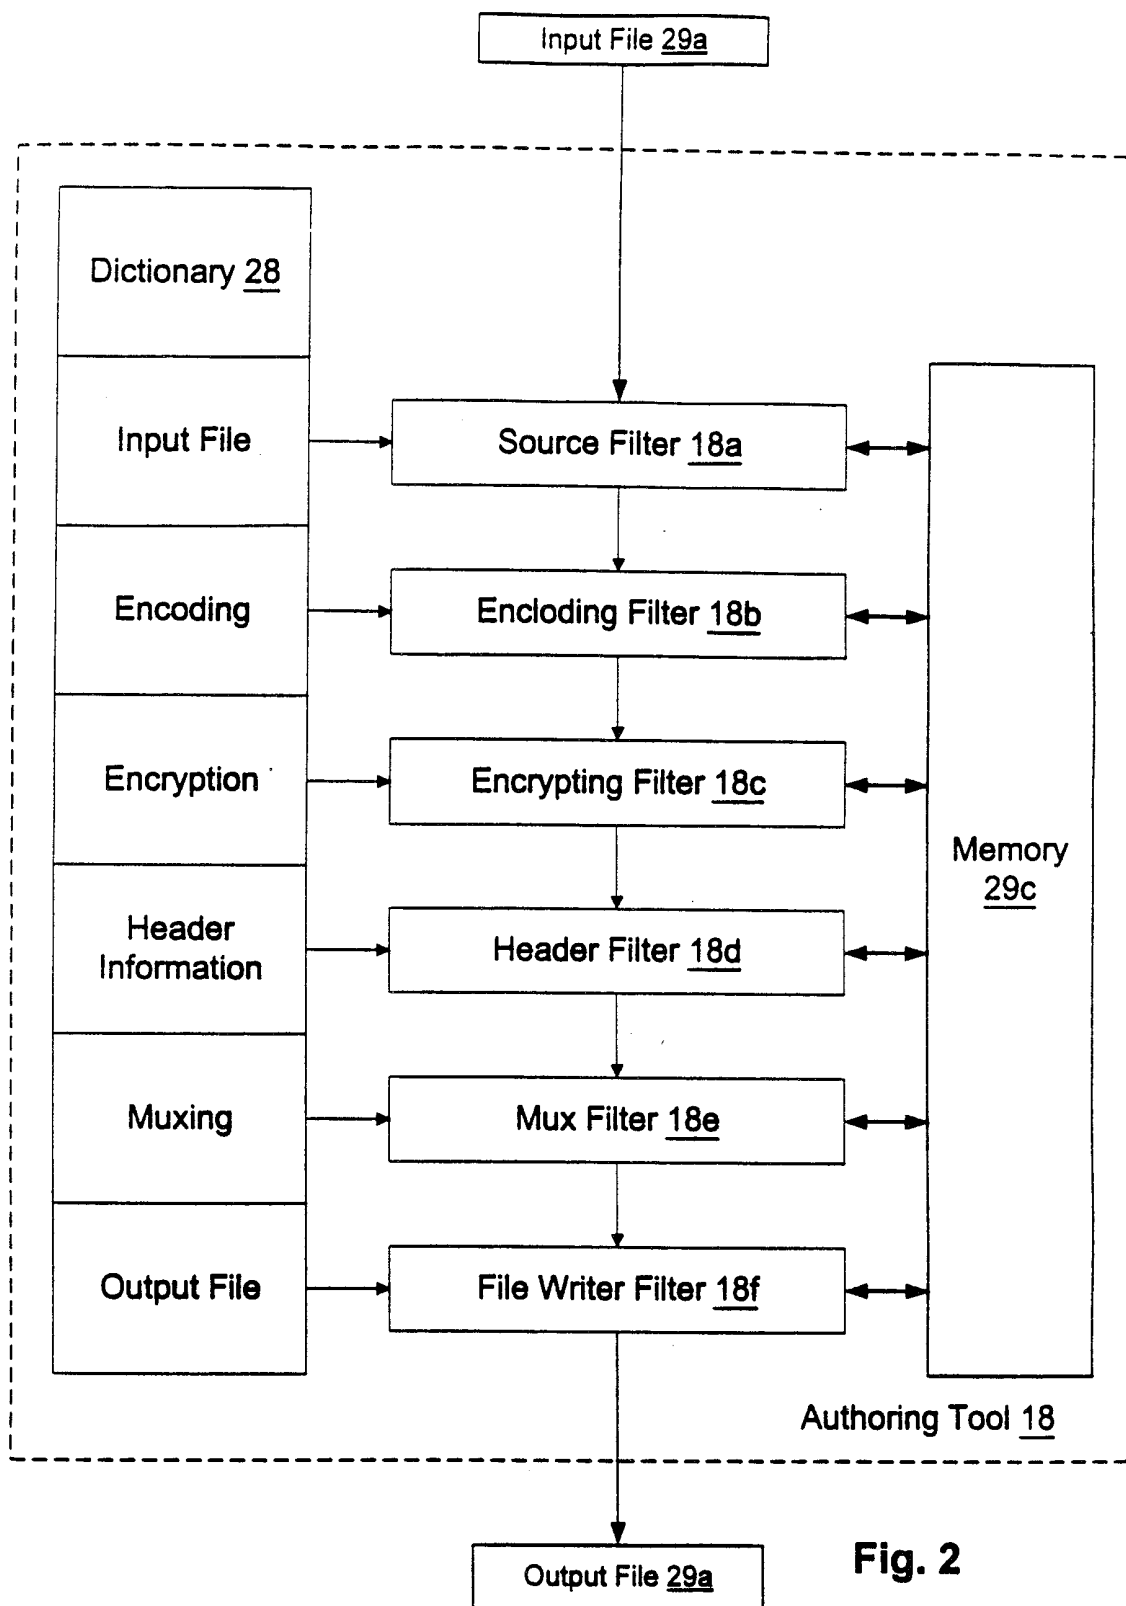 Input File 29a
Dictionary 28
Input File
Source Filter 18a
Encoding
Encloding Filter 18b
Encryption
Encrypting Filter 18c
Memory
29c
Header
Information
Header Filter 18d
Muxing
Mux Filter 18e
Output File
File Writer Filter 18f
Authoring Tool 18
Output File 29a
Fig. 2